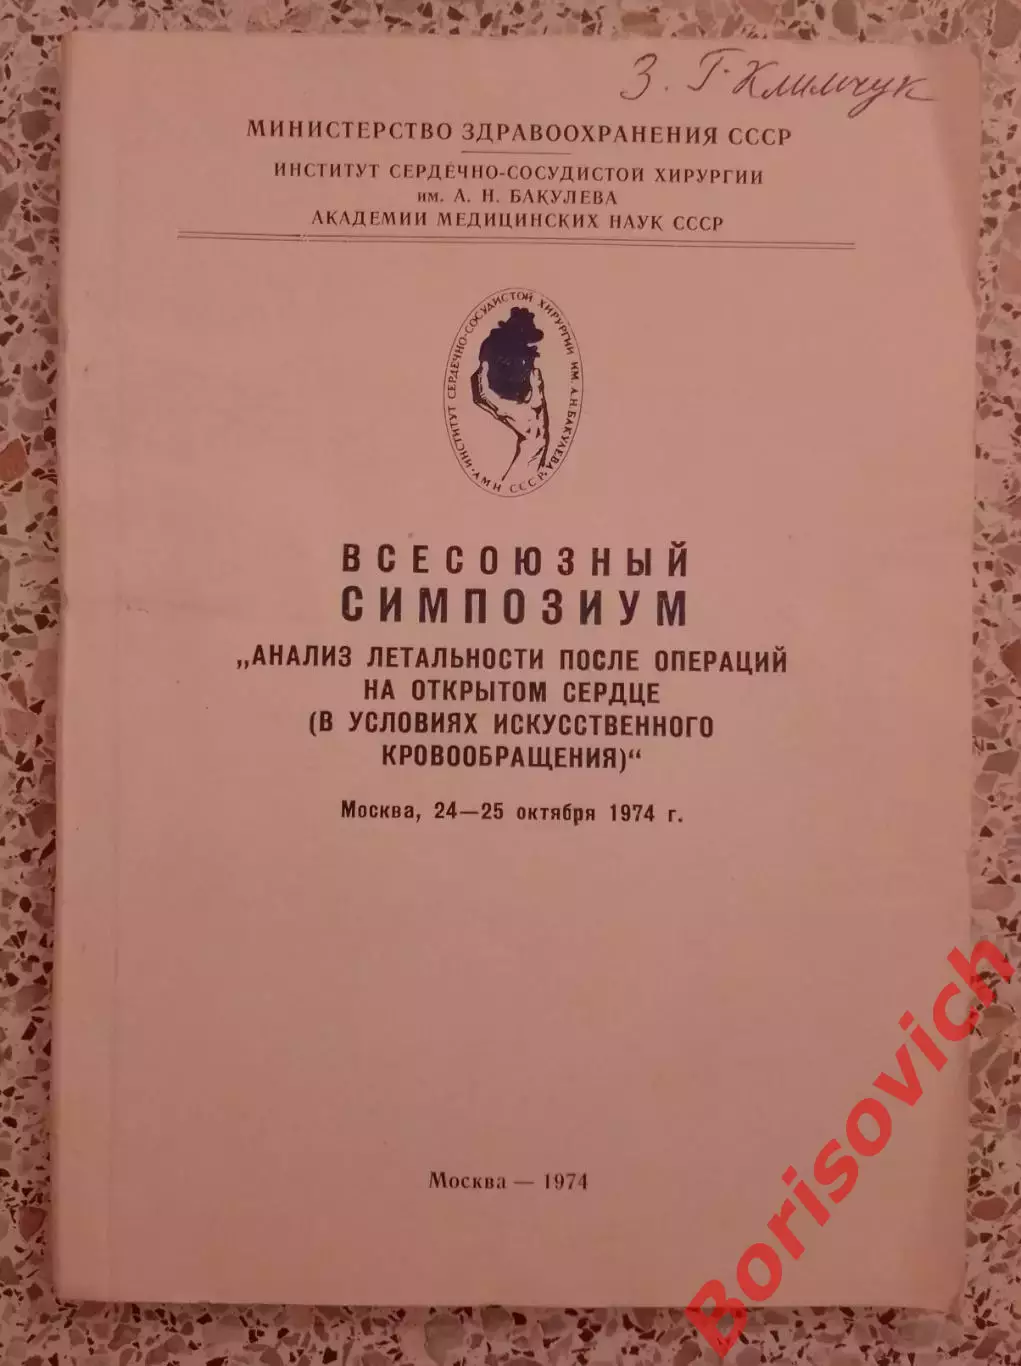 З. Г. Климчук
МИНИСТЕРСТВО ЗДРАВООХРАНЕНИЯ СССР
ИНСТИТУТ СЕРДЕЧНО-СОСУДИСТОЙ ХИРУРГИИ
им. А. Н. БАКУЛЕВА
АКАДЕМИИ МЕДИЦИНСКИХ НАУК СССР
ИНСТИТУТ СЕРДЕЧНО-СОСУДИСТОЙ ХИРУРГИИ ИМ. А.Н. БАКУЛЕВА
АМН СССР
ВСЕСОЮЗНЫЙ
СИМПОЗИУМ
„АНАЛИЗ ЛЕТАЛЬНОСТИ ПОСЛЕ ОПЕРАЦИЙ
НА ОТКРЫТОМ СЕРДЦЕ
(В УСЛОВИЯХ ИСКУССТВЕННОГО
КРОВООБРАЩЕНИЯ)“
Москва, 24—25 октября 1974 г.
Москва — 1974
Borisovich